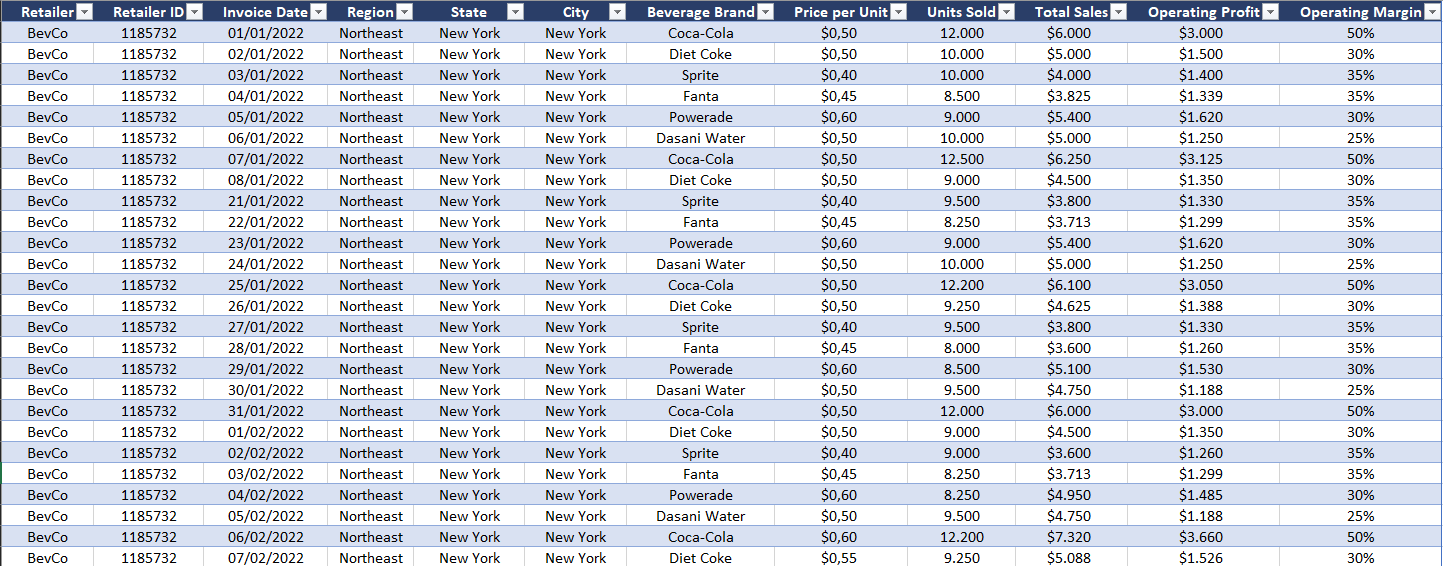 Retailer Retailer ID Invoice Date Region State City Beverage Brand Price per Unit Units Sold Total Sales Operating Profit Operating Margin
BevCo 1185732 01/01/2022 Northeast New York New York Coca-Cola $0,50 12.000 $6.000 $3.000 50%
BevCo 1185732 02/01/2022 Northeast New York New York Diet Coke $0,50 10.000 $5.000 $1.500 30%
BevCo 1185732 03/01/2022 Northeast New York New York Sprite $0,40 10.000 $4.000 $1.400 35%
BevCo 1185732 04/01/2022 Northeast New York New York Fanta $0,45 8.500 $3.825 $1.339 35%
BevCo 1185732 05/01/2022 Northeast New York New York Powerade $0,60 9.000 $5.400 $1.620 30%
BevCo 1185732 06/01/2022 Northeast New York New York Dasani Water $0,50 10.000 $5.000 $1.250 25%
BevCo 1185732 07/01/2022 Northeast New York New York Coca-Cola $0,50 12.500 $6.250 $3.125 50%
BevCo 1185732 08/01/2022 Northeast New York New York Diet Coke $0,50 9.000 $4.500 $1.350 30%
BevCo 1185732 21/01/2022 Northeast New York New York Sprite $0,40 9.500 $3.800 $1.330 35%
BevCo 1185732 22/01/2022 Northeast New York New York Fanta $0,45 8.250 $3.713 $1.299 35%
BevCo 1185732 23/01/2022 Northeast New York New York Powerade $0,60 9.000 $5.400 $1.620 30%
BevCo 1185732 24/01/2022 Northeast New York New York Dasani Water $0,50 10.000 $5.000 $1.250 25%
BevCo 1185732 25/01/2022 Northeast New York New York Coca-Cola $0,50 12.200 $6.100 $3.050 50%
BevCo 1185732 26/01/2022 Northeast New York New York Diet Coke $0,50 9.250 $4.625 $1.388 30%
BevCo 1185732 27/01/2022 Northeast New York New York Sprite $0,40 9.500 $3.800 $1.330 35%
BevCo 1185732 28/01/2022 Northeast New York New York Fanta $0,45 8.000 $3.600 $1.260 35%
BevCo 1185732 29/01/2022 Northeast New York New York Powerade $0,60 8.500 $5.100 $1.530 30%
BevCo 1185732 30/01/2022 Northeast New York New York Dasani Water $0,50 9.500 $4.750 $1.188 25%
BevCo 1185732 31/01/2022 Northeast New York New York Coca-Cola $0,50 12.000 $6.000 $3.000 50%
BevCo 1185732 01/02/2022 Northeast New York New York Diet Coke $0,50 9.000 $4.500 $1.350 30%
BevCo 1185732 02/02/2022 Northeast New York New York Sprite $0,40 9.000 $3.600 $1.260 35%
BevCo 1185732 03/02/2022 Northeast New York New York Fanta $0,45 8.250 $3.713 $1.299 35%
BevCo 1185732 04/02/2022 Northeast New York New York Powerade $0,60 8.250 $4.950 $1.485 30%
BevCo 1185732 05/02/2022 Northeast New York New York Dasani Water $0,50 9.500 $4.750 $1.188 25%
BevCo 1185732 06/02/2022 Northeast New York New York Coca-Cola $0,60 12.200 $7.320 $3.660 50%
BevCo 1185732 07/02/2022 Northeast New York New York Diet Coke $0,55 9.250 $5.088 $1.526 30%